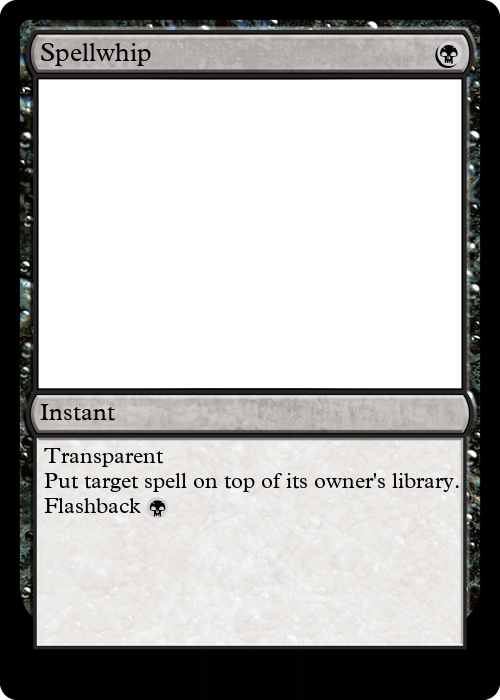 Spellwhip
Instant
Transparent
Put target spell on top of its owner's library.
Flashback